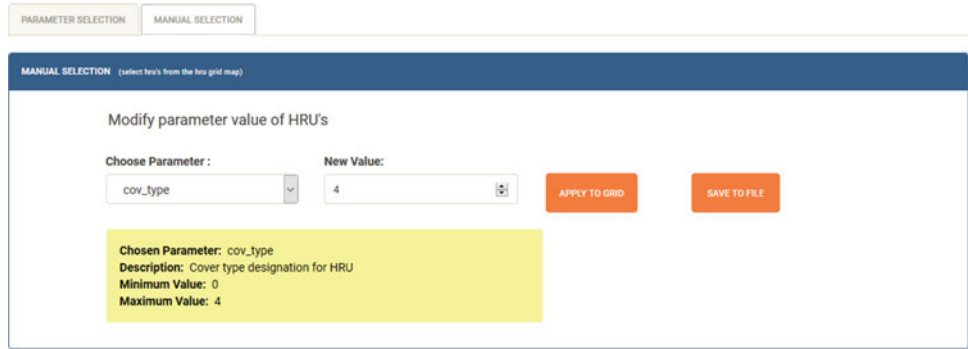 PARAMETER SELECTION MANUAL SELECTION
MANUAL SELECTION (select hru's from the hru grid map)
Modify parameter value of HRU's
Choose Parameter : New Value:
cov_type 4 APPLY TO GRID SAVE TO FILE
Chosen Parameter: cov_type
Description: Cover type designation for HRU
Minimum Value: 0
Maximum Value: 4